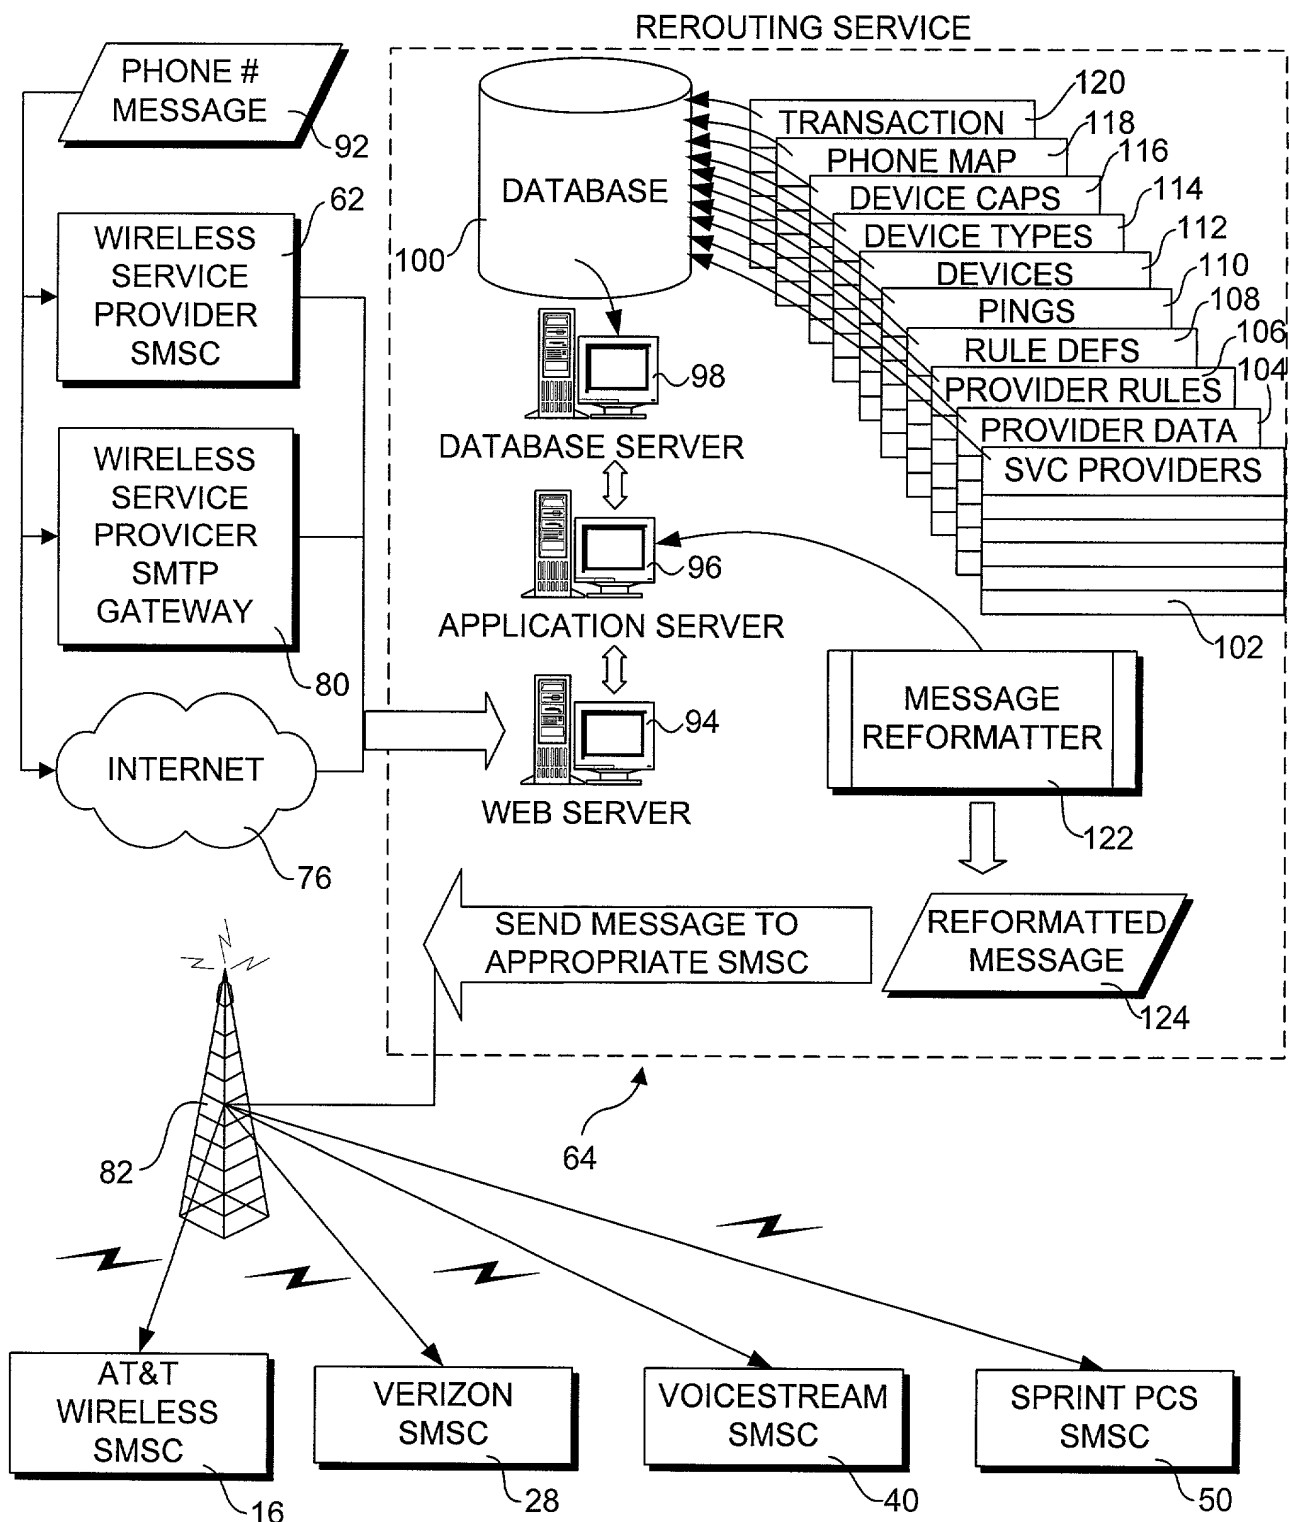 REROUTING SERVICE
PHONE #
MESSAGE
92
WIRELESS
SERVICE
PROVIDER
SMSC
62
WIRELESS
SERVICE
PROVICER
SMTP
GATEWAY
80
INTERNET
76
DATABASE
100
98
DATABASE SERVER
96
APPLICATION SERVER
94
WEB SERVER
TRANSACTION
120
PHONE MAP
118
DEVICE CAPS
116
DEVICE TYPES
114
DEVICES
112
PINGS
110
RULE DEFS
108
PROVIDER RULES
106
PROVIDER DATA
104
SVC PROVIDERS
102
MESSAGE
REFORMATTER
122
REFORMATTED
MESSAGE
124
SEND MESSAGE TO
APPROPRIATE SMSC
64
82
AT&T
WIRELESS
SMSC
16
VERIZON
SMSC
28
VOICESTREAM
SMSC
40
SPRINT PCS
SMSC
50